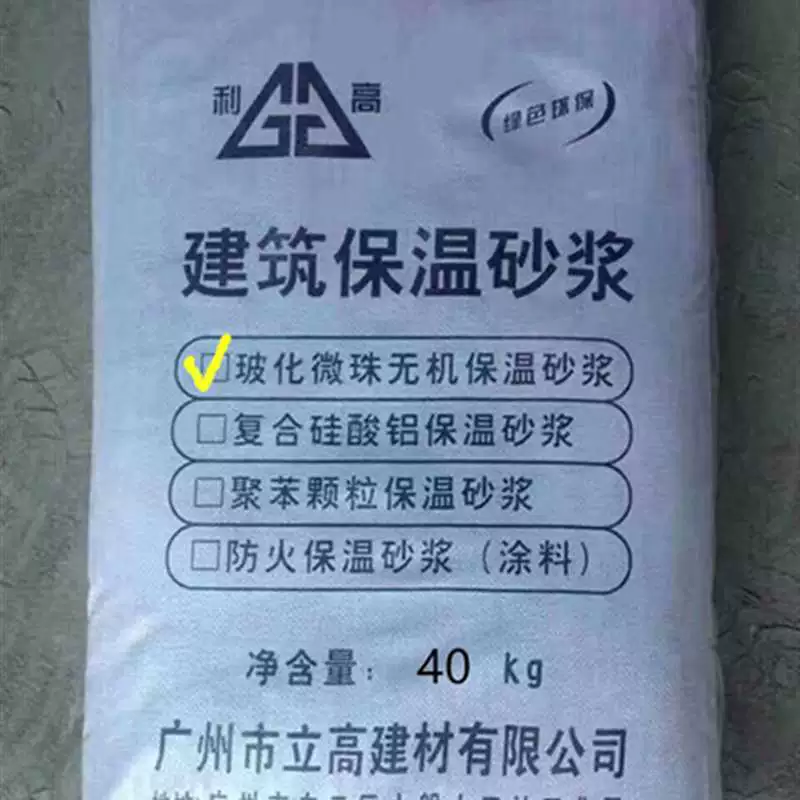 利 高
绿色环保
建筑保温砂浆
☑玻化微珠无机保温砂浆
□复合硅酸铝保温砂浆
□聚苯颗粒保温砂浆
□防火保温砂浆(涂料)
净含量: 40 kg
广州市立高建材有限公司